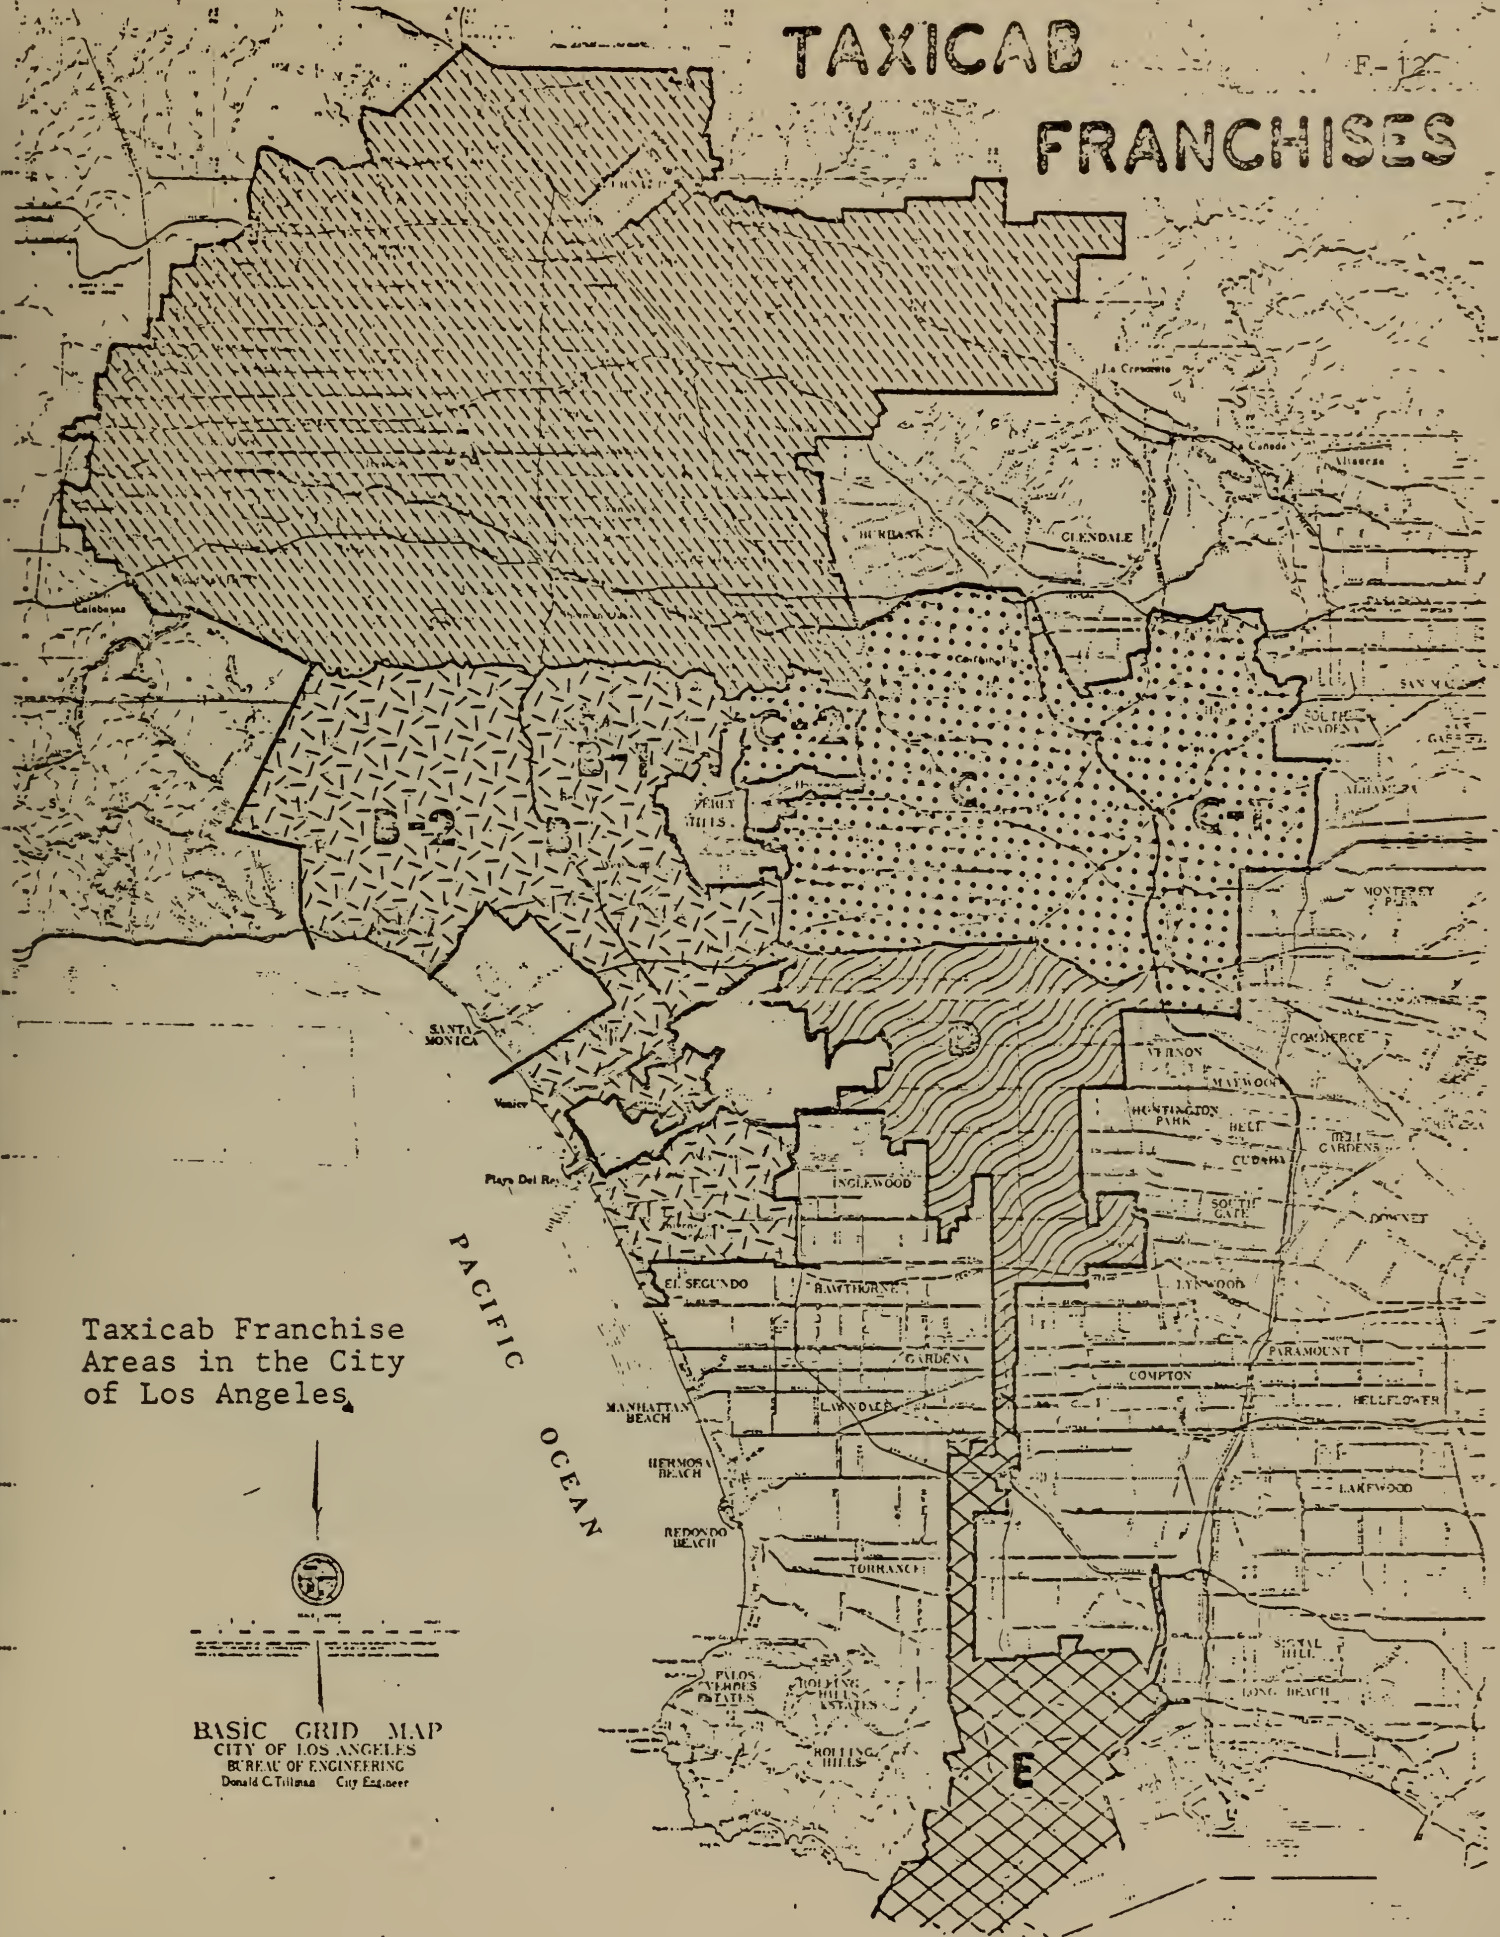 TAXICAB
F-12
FRANCHISES
La Crescenta
Altadena
BURBANK
GLENDALE
Calabasas
SAN MA
SOUTH
PASADENA
C-2
B-1
C
C-1
B-2
B
ALHAMBRA
MONTEREY
PARK
D
SANTA
MONICA
COMMERCE
VERNON
MAYWOOD
Venice
HUNTINGTON
PARK
BELL
BELL
GARDENS
CUDAHY
Playa Del Rey
INGLEWOOD
SOUTH
GATE
DOWNEY
PACIFIC
OCEAN
EL SEGUNDO
HAWTHORNE
LYNWOOD
Taxicab Franchise
Areas in the City
of Los Angeles
GARDENA
PARAMOUNT
COMPTON
MANHATTAN
BEACH
LAWNDALE
BELLFLOWER
HERMOSA
BEACH
LAKEWOOD
REDONDO
BEACH
TORRANCE
SIGNAL
HILL
PALOS
VERDES
ESTATES
ROLLING
HILLS
ESTATES
LONG BEACH
ROLLING
HILLS
E
BASIC GRID MAP
CITY OF LOS ANGELES
BUREAU OF ENGINEERING
Donald C. Tillman City Engineer